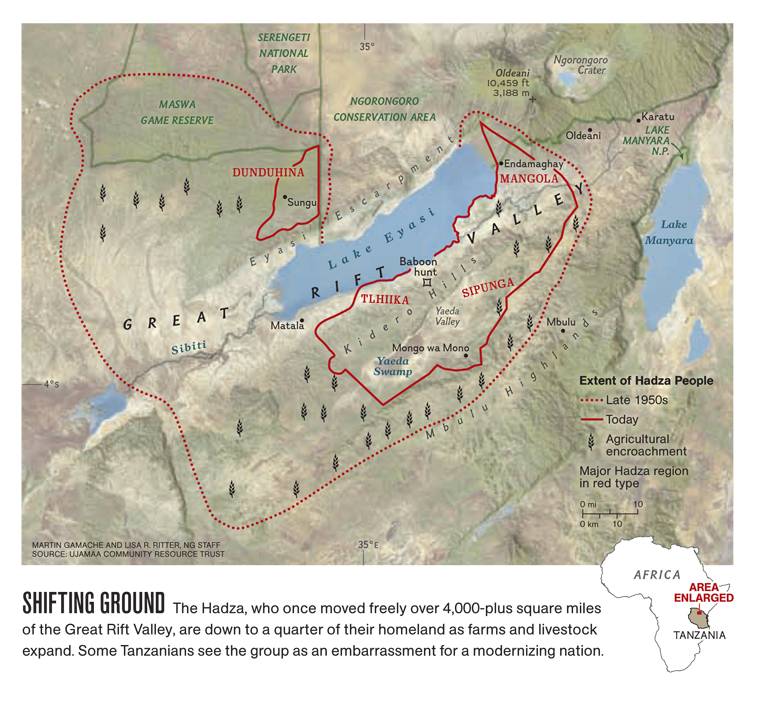 SERENGETI
NATIONAL
PARK
35°
Ngorongoro
Crater
Oldeani
10,459 ft
3,188 m
MASWA
GAME RESERVE
NGORONGORO
CONSERVATION AREA
Karatu
Oldeani
LAKE
MANYARA
N.P.
Endamaghay
MANGOLA
DUNDUHINA
Sungu
Eyasi Escarpment
Lake Eyasi
Lake
Manyara
GREAT RIFT VALLEY
Baboon
hunt
TLHIIKA
SIPUNGA
Kidero Hills
Yaeda
Valley
Matala
Sibiti
Mbulu
Mongo wa Mono
Yaeda
Swamp
Mbulu Highlands
4°S
Extent of Hadza People
Late 1950s
Today
Agricultural
encroachment
Major Hadza region
in red type
0 mi 10
0 km 10
35°E
MARTIN GAMACHE AND LISA R. RITTER, NG STAFF
SOURCE: UJAMAA COMMUNITY RESOURCE TRUST
AFRICA
AREA
ENLARGED
TANZANIA
SHIFTING GROUND The Hadza, who once moved freely over 4,000-plus square miles
of the Great Rift Valley, are down to a quarter of their homeland as farms and livestock
expand. Some Tanzanians see the group as an embarrassment for a modernizing nation.